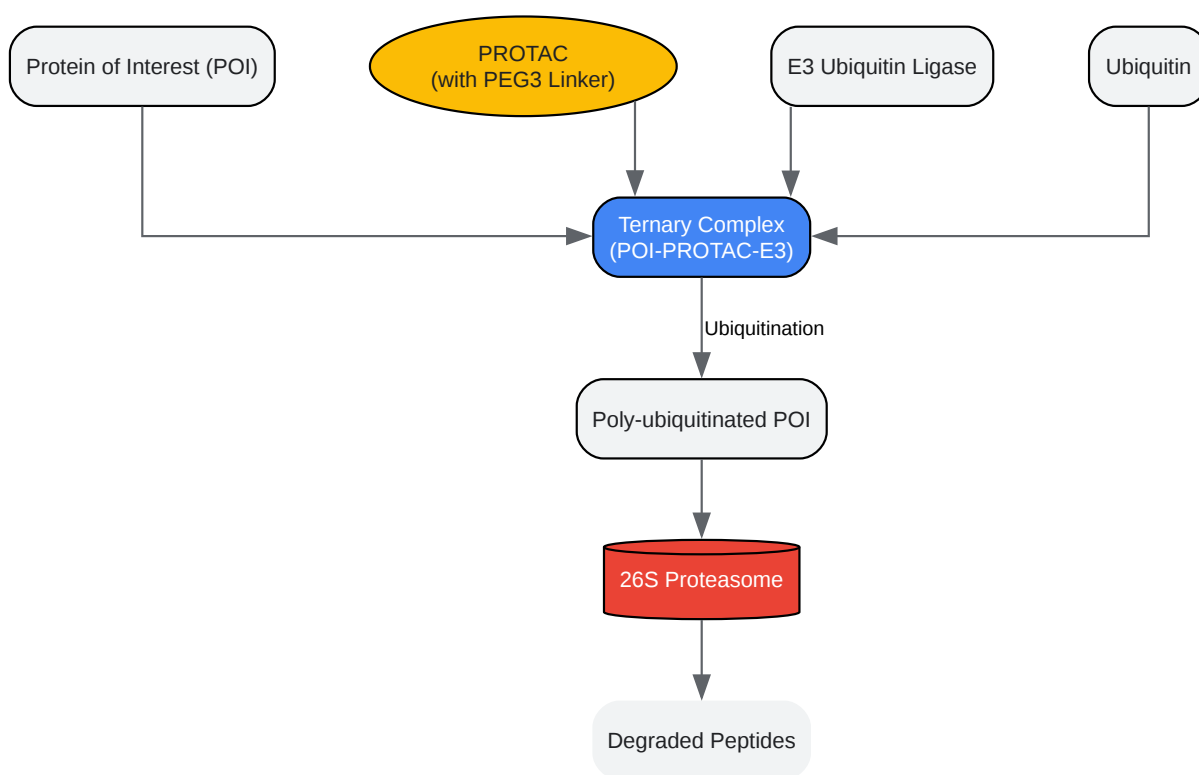 Protein of Interest (POI)
PROTAC
(with PEG3 Linker)
E3 Ubiquitin Ligase
Ubiquitin
Ternary Complex
(POI-PROTAC-E3)
Ubiquitination
Poly-ubiquitinated POI
26S Proteasome
Degraded Peptides